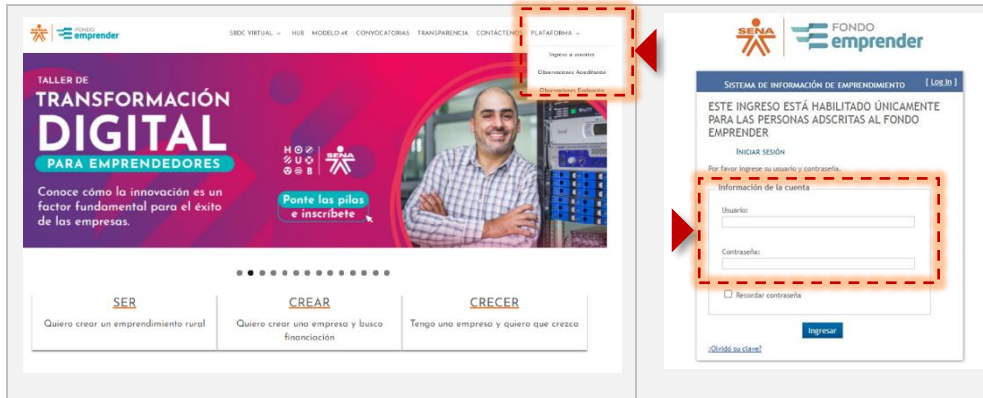 FONDO
emprender
SBDC VIRTUAL
HUB
MODELO 4K
CONVOCATORIAS
TRANSPARENCIA
CONTÁCTENOS
PLATAFORMA
Ingreso a usuarios
Observaciones Acreditación
Observaciones Evaluación
TALLER DE
TRANSFORMACIÓN
DIGITAL
PARA EMPRENDEDORES
Conoce cómo la innovación es un
factor fundamental para el éxito
de las empresas.
HUB
SENA
Ponte las pilas
e inscríbete
SER
Quiero crear un emprendimiento rural
CREAR
Quiero crear una empresa y busco
financiación
CRECER
Tengo una empresa y quiero que crezca
SENA
FONDO
emprender
SISTEMA DE INFORMACIÓN DE EMPRENDIMIENTO
[ Log In ]
ESTE INGRESO ESTÁ HABILITADO ÚNICAMENTE
PARA LAS PERSONAS ADSCRITAS AL FONDO
EMPRENDER
INICIAR SESIÓN
Por favor ingrese su usuario y contraseña.
Información de la cuenta
Usuario:
Contraseña:
Recordar contraseña
Ingresar
¿Olvidó su clave?